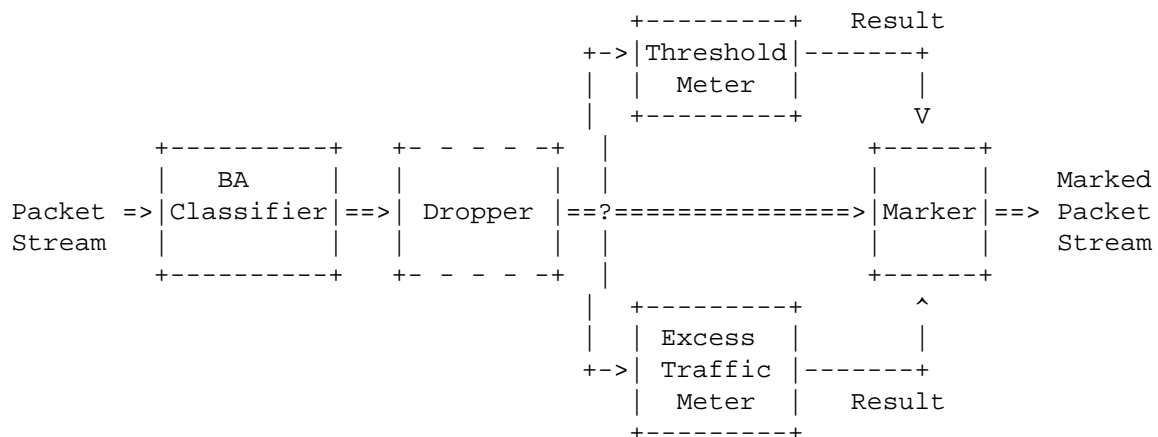 Result
Threshold
Meter
BA
Marked
Packet => Classifier ==> Dropper ==?===============> Marker ==> Packet
Stream Stream
Excess
Traffic
Meter Result